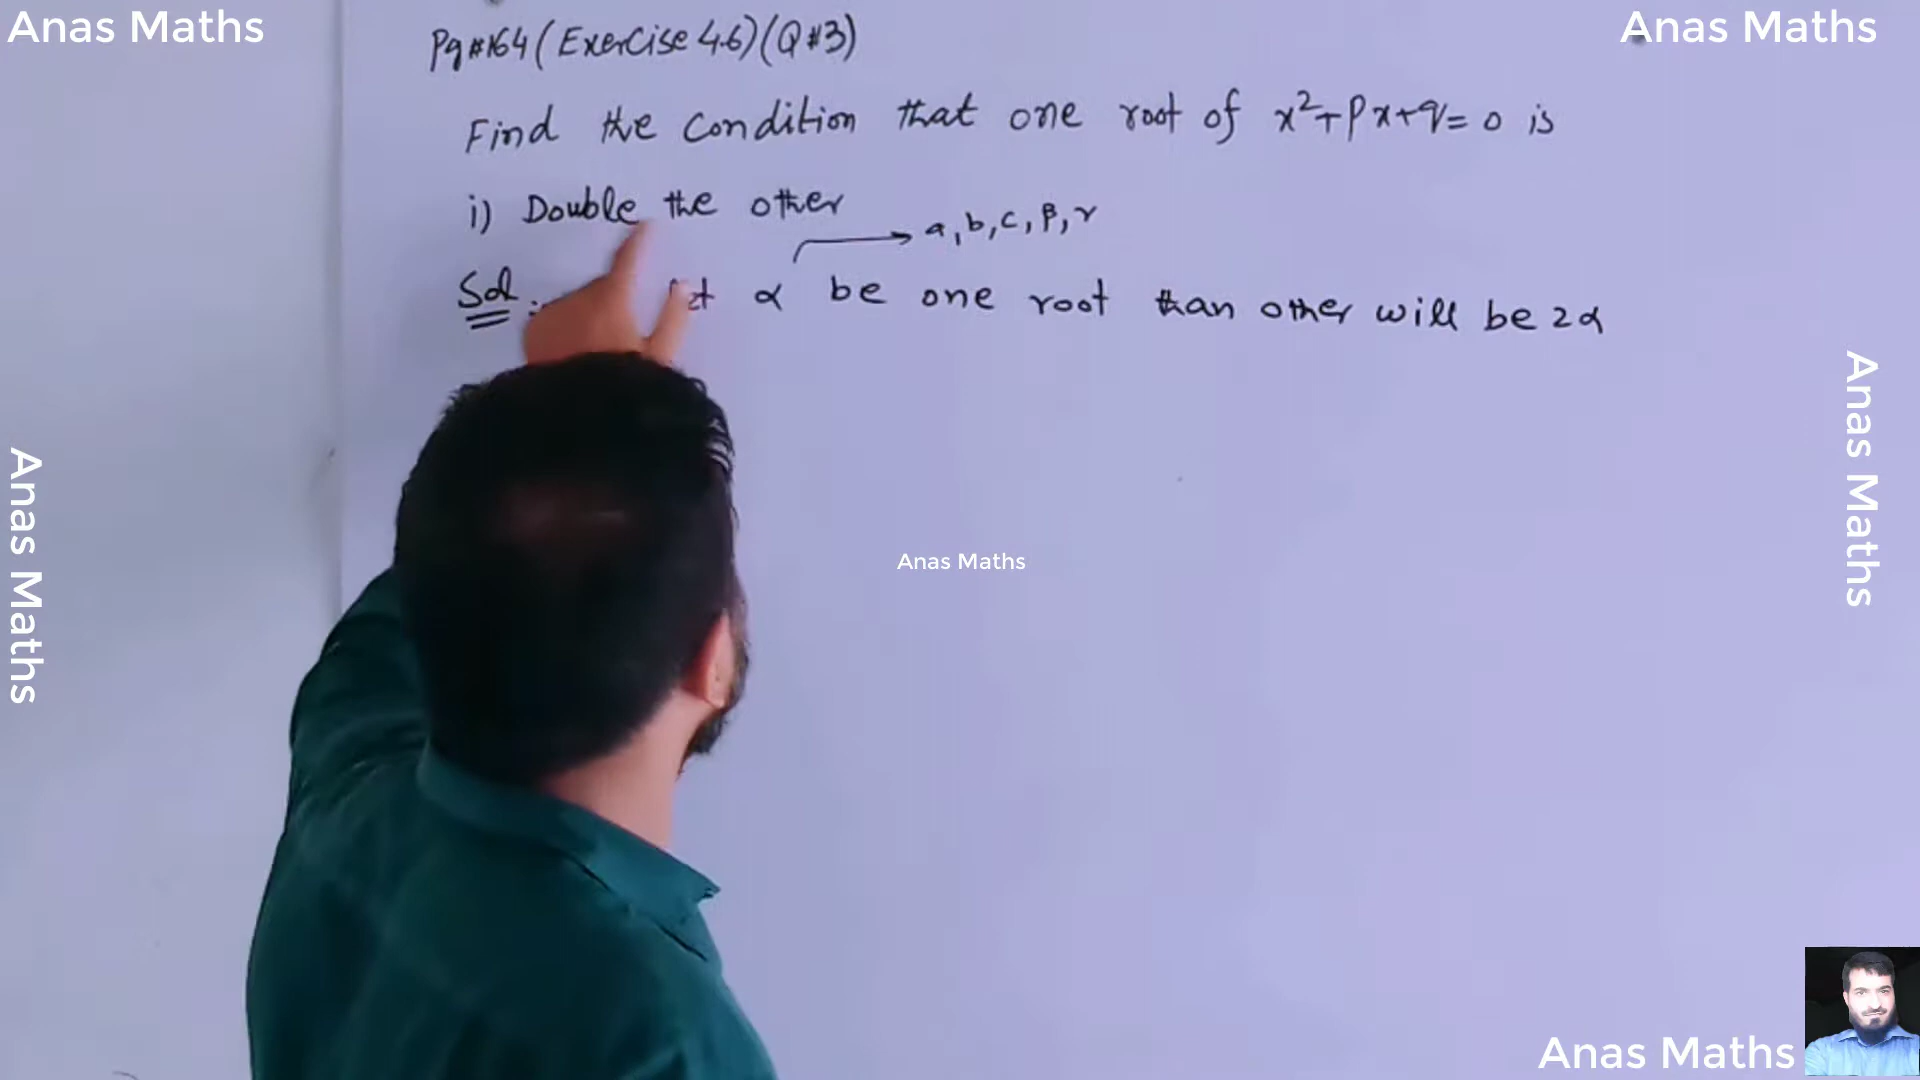 Anas Maths
Anas Maths
Pg#164 (Exercise 4.6) (Q#3)
Find the condition that one root of x²+px+q=0 is
i) Double the other
a, b, c, β, γ
Sol: α be one root than other will be 2α
Anas Maths
Anas Maths
Anas Maths
Anas Maths